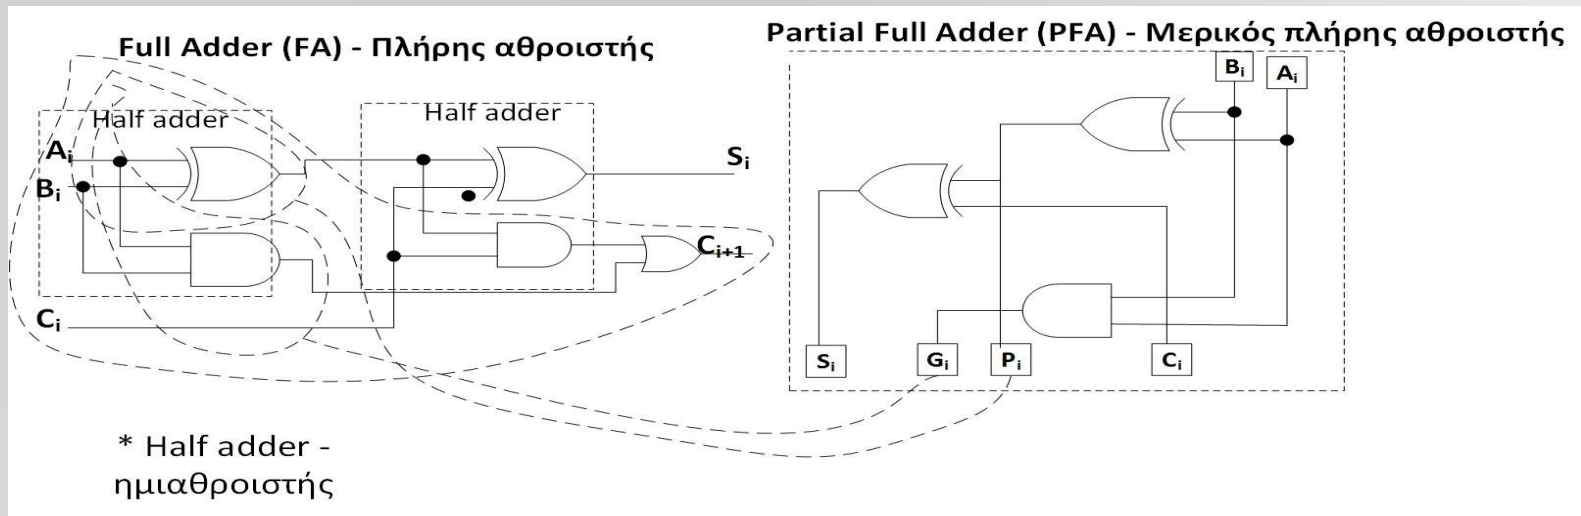 Full Adder (FA) - Πλήρης αθροιστής
Partial Full Adder (PFA) - Μερικός πλήρης αθροιστής
Half adder
Half adder
Aᵢ
Bᵢ
Cᵢ
Sᵢ
Cᵢ₊₁
Bᵢ
Aᵢ
Sᵢ
Gᵢ
Pᵢ
Cᵢ
* Half adder -
ημιαθροιστής